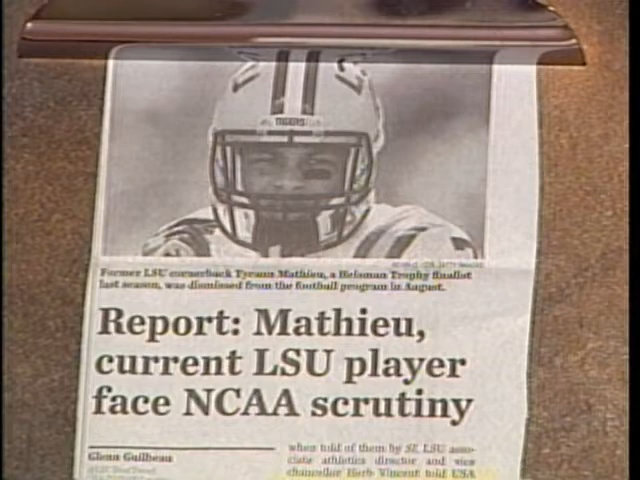 TIGERS
Former LSU cornerback Tyrann Mathieu, a Heisman Trophy finalist
last season, was dismissed from the football program in August.
Report: Mathieu,
current LSU player
face NCAA scrutiny
Glenn Guilbeau
when told of them by SI. LSU asso-
ciate athletics director and vice
chancellor Herb Vincent told USA